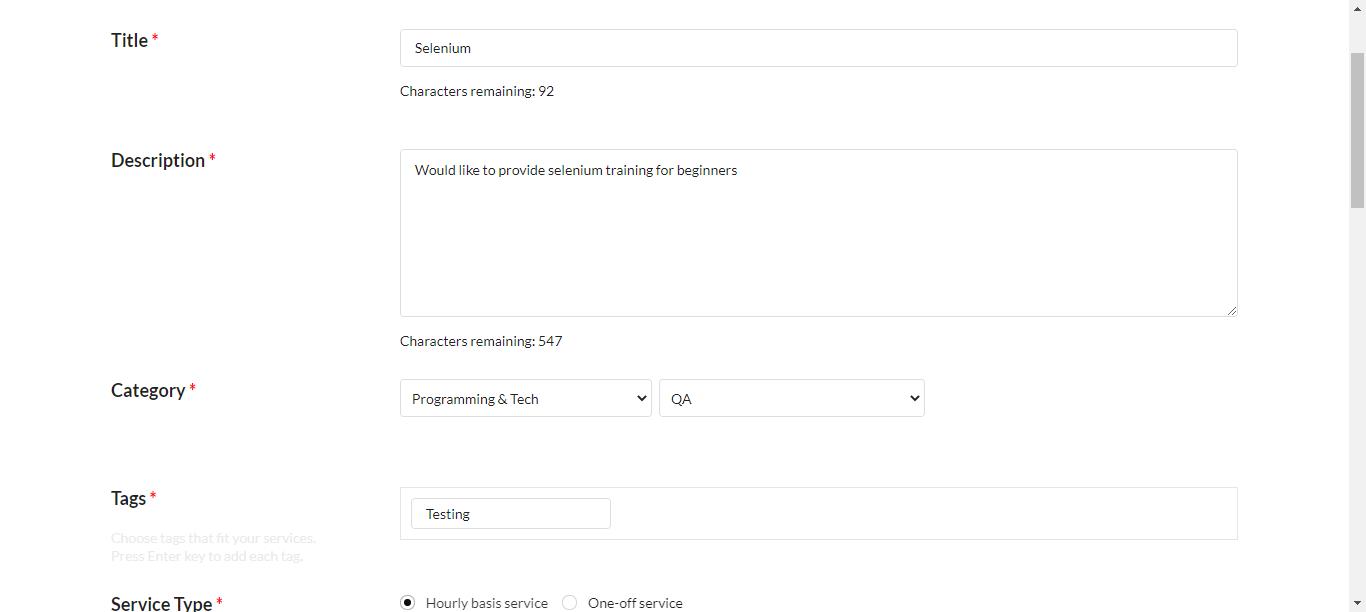 Title *
Selenium
Characters remaining: 92
Description *
Would like to provide selenium training for beginners
Characters remaining: 547
Category *
Programming & Tech
QA
Tags *
Testing
Choose tags that fit your services.
Press Enter key to add each tag.
Service Type *
Hourly basis service
One-off service